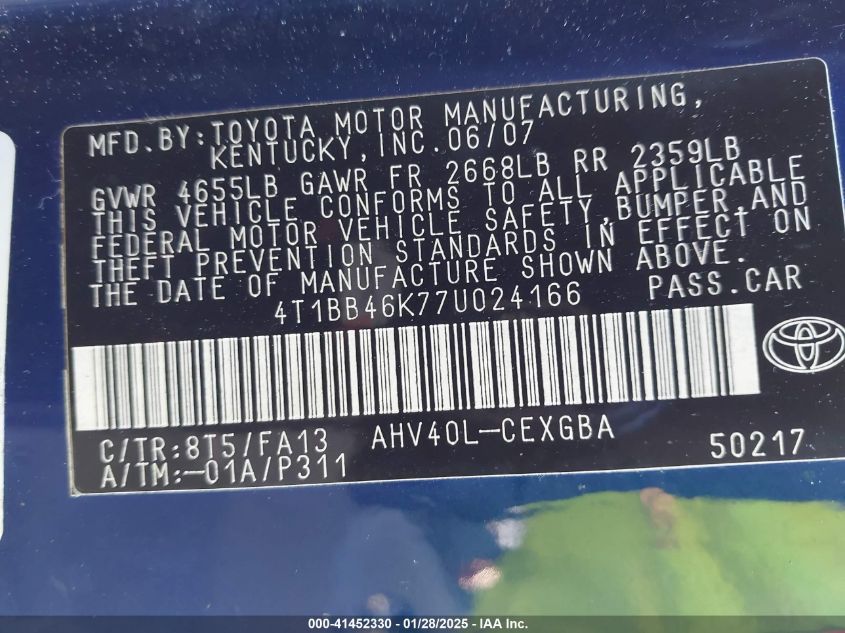 MFD.BY:TOYOTA MOTOR MANUFACTURING,
KENTUCKY,INC.06/07
GVWR 4655LB GAWR FR 2668LB RR 2359LB
THIS VEHICLE CONFORMS TO ALL APPLICABLE
FEDERAL MOTOR VEHICLE SAFETY,BUMPER,AND
THEFT PREVENTION STANDARDS IN EFFECT ON
THE DATE OF MANUFACTURE SHOWN ABOVE.
4T1BB46K77U024166 PASS.CAR
C/TR:8T5/FA13 AHV40L-CEXGBA
A/TM:-01A/P311 50217
000-41452330 - 01/28/2025 - IAA Inc.